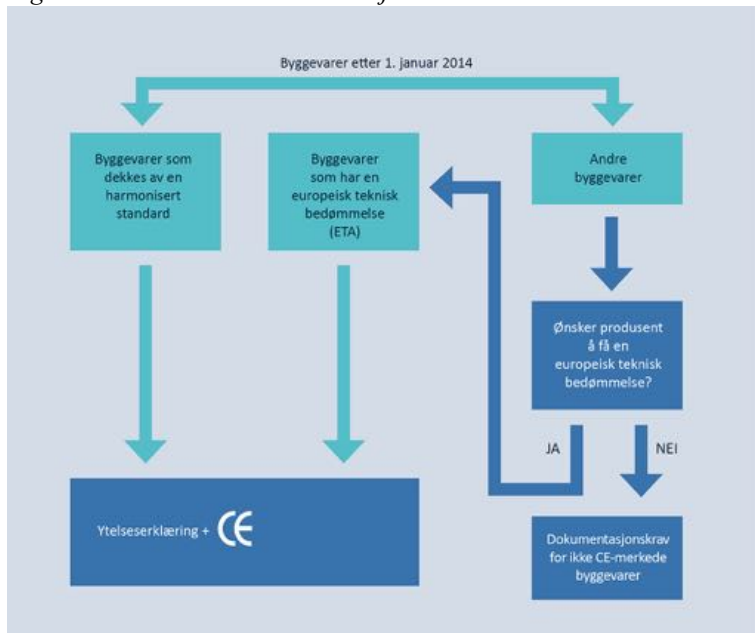 Byggevarer etter 1. januar 2014
Byggevarer som
dekkes av en
harmonisert
standard
Byggevarer
som har en
europeisk teknisk
bedømmelse
(ETA)
Andre
byggevarer
Ønsker produsent
å få en
europeisk teknisk
bedømmelse?
JA
NEI
Ytelseserklæring + CE
Dokumentasjonskrav
for ikke CE-merkede
byggevarer